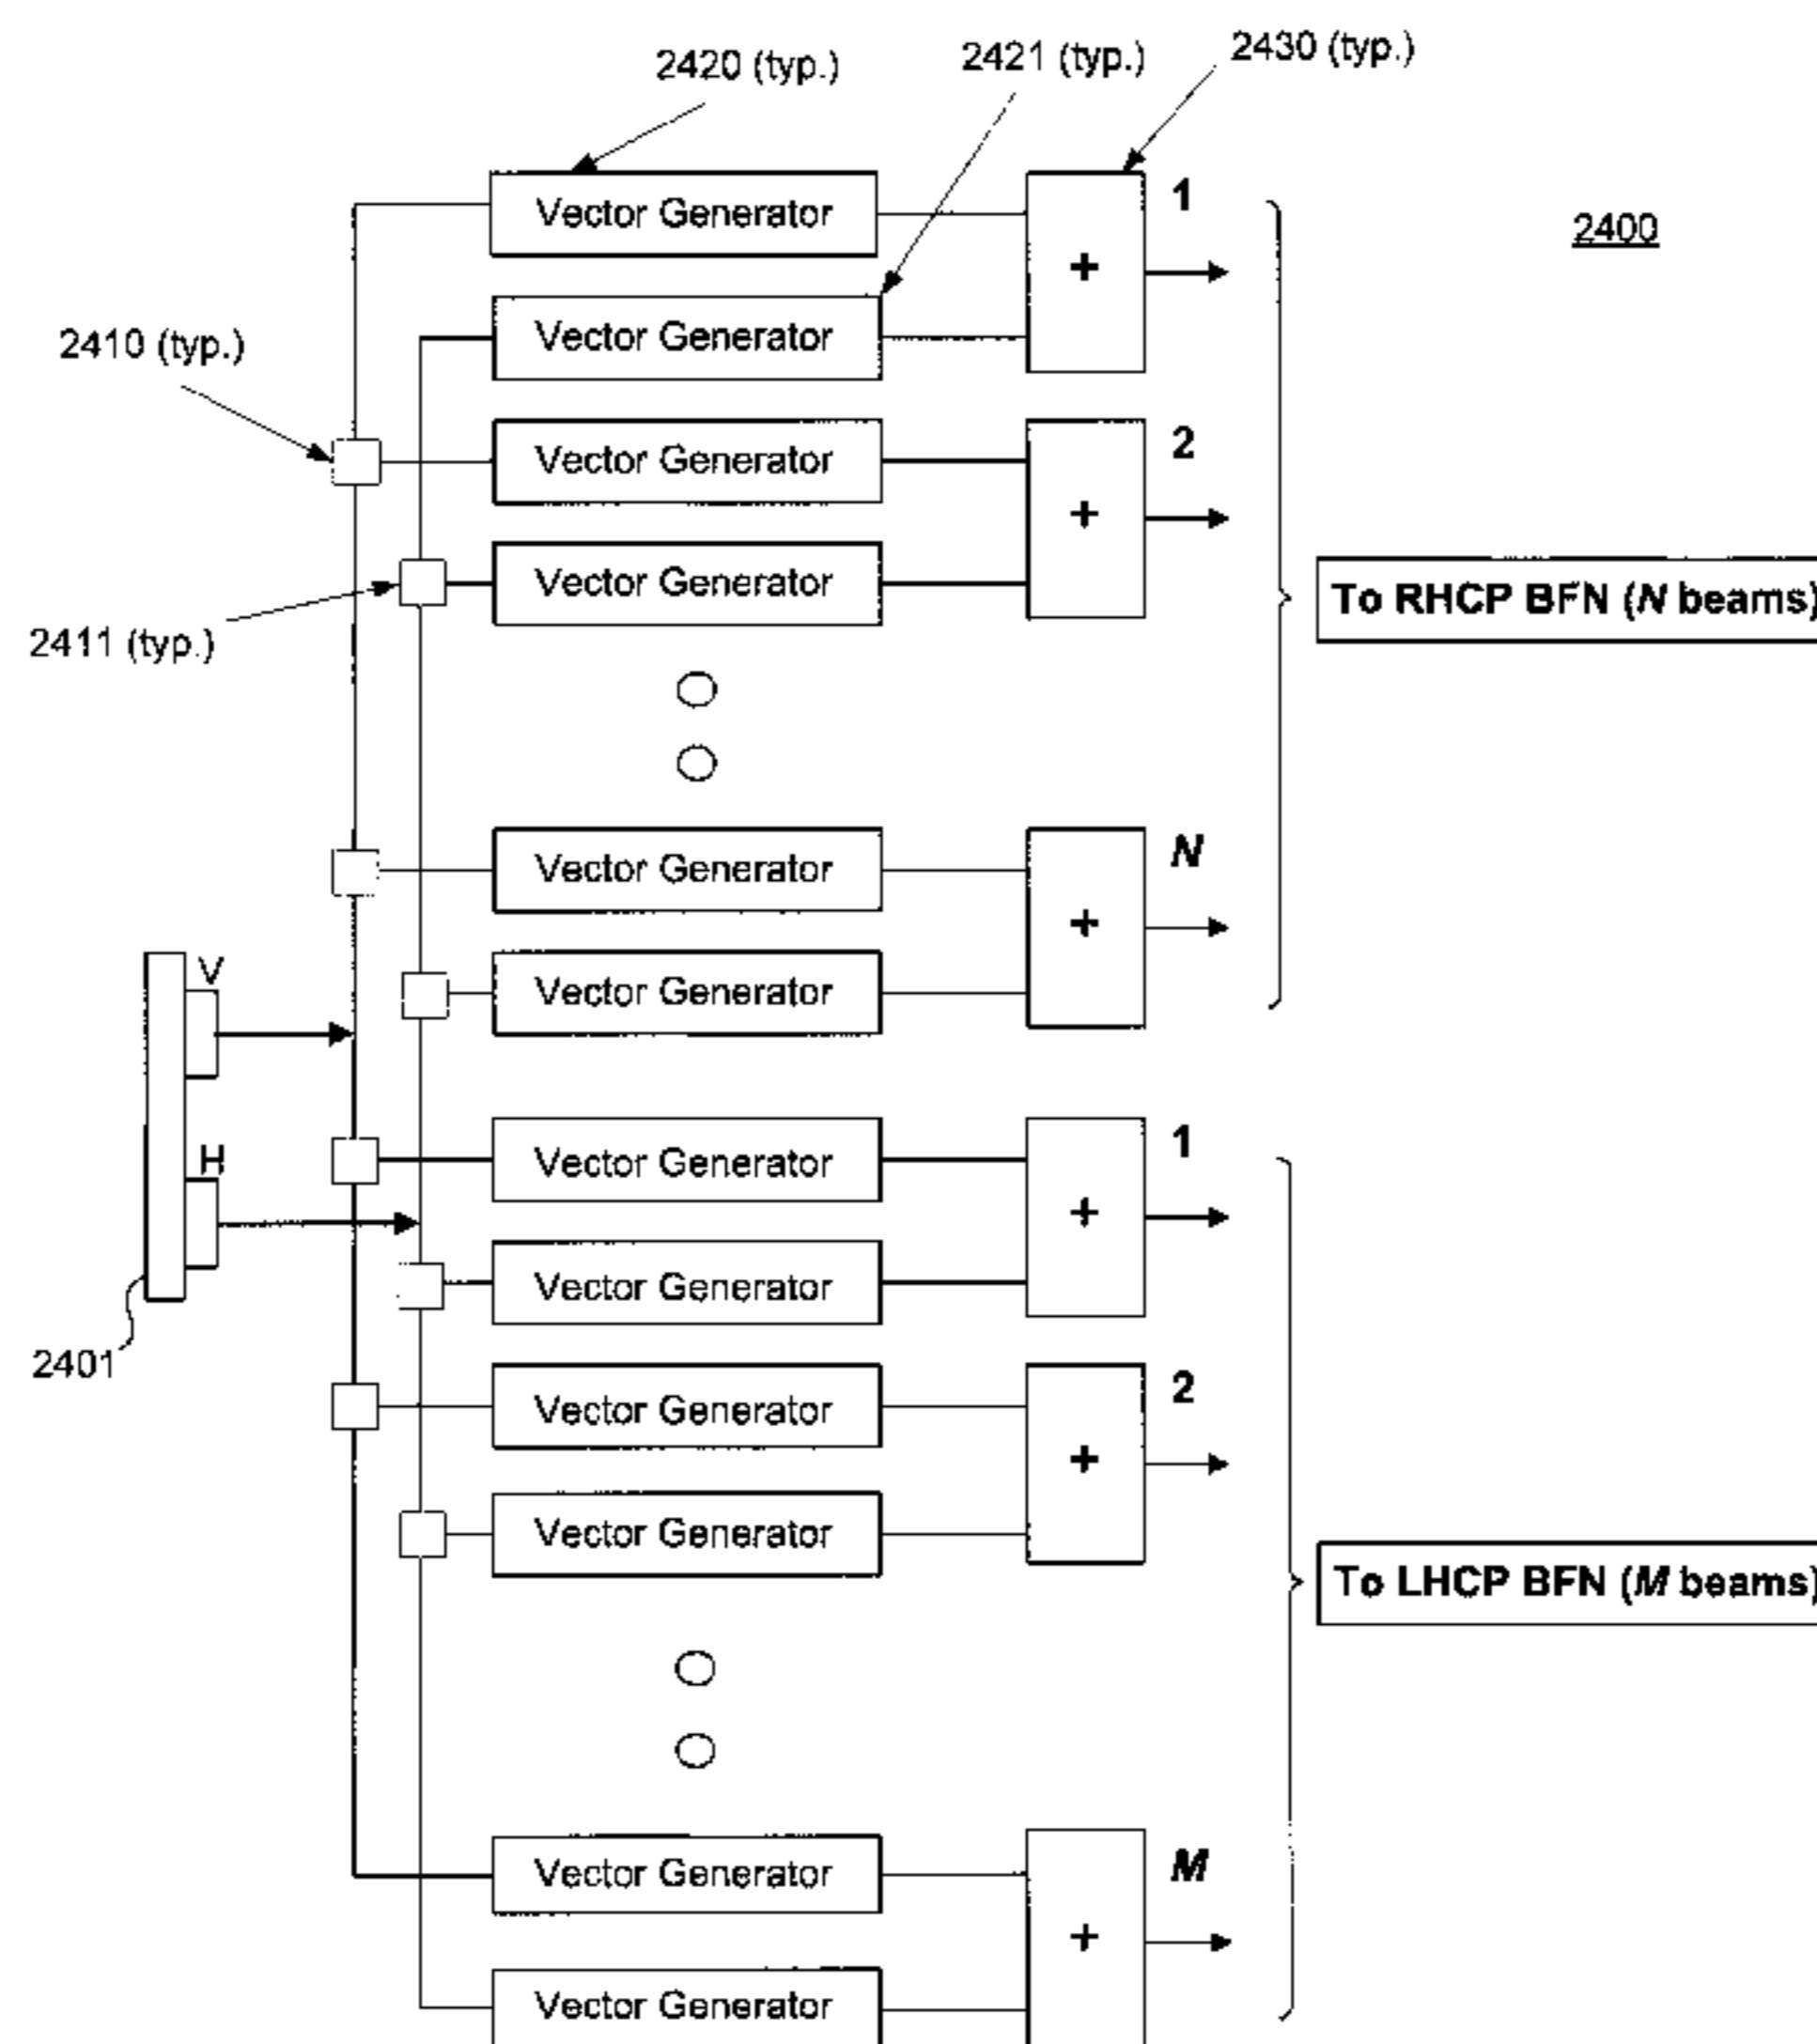 2420 (typ.)
2421 (typ.)
2430 (typ.)
2400
Vector Generator
1
+
Vector Generator
2410 (typ.)
Vector Generator
2
+
Vector Generator
2411 (typ.)
To RHCP BFN (N beams)
Vector Generator
N
+
Vector Generator
V
H
2401
Vector Generator
1
+
Vector Generator
Vector Generator
2
+
Vector Generator
To LHCP BFN (M beams)
Vector Generator
M
+
Vector Generator